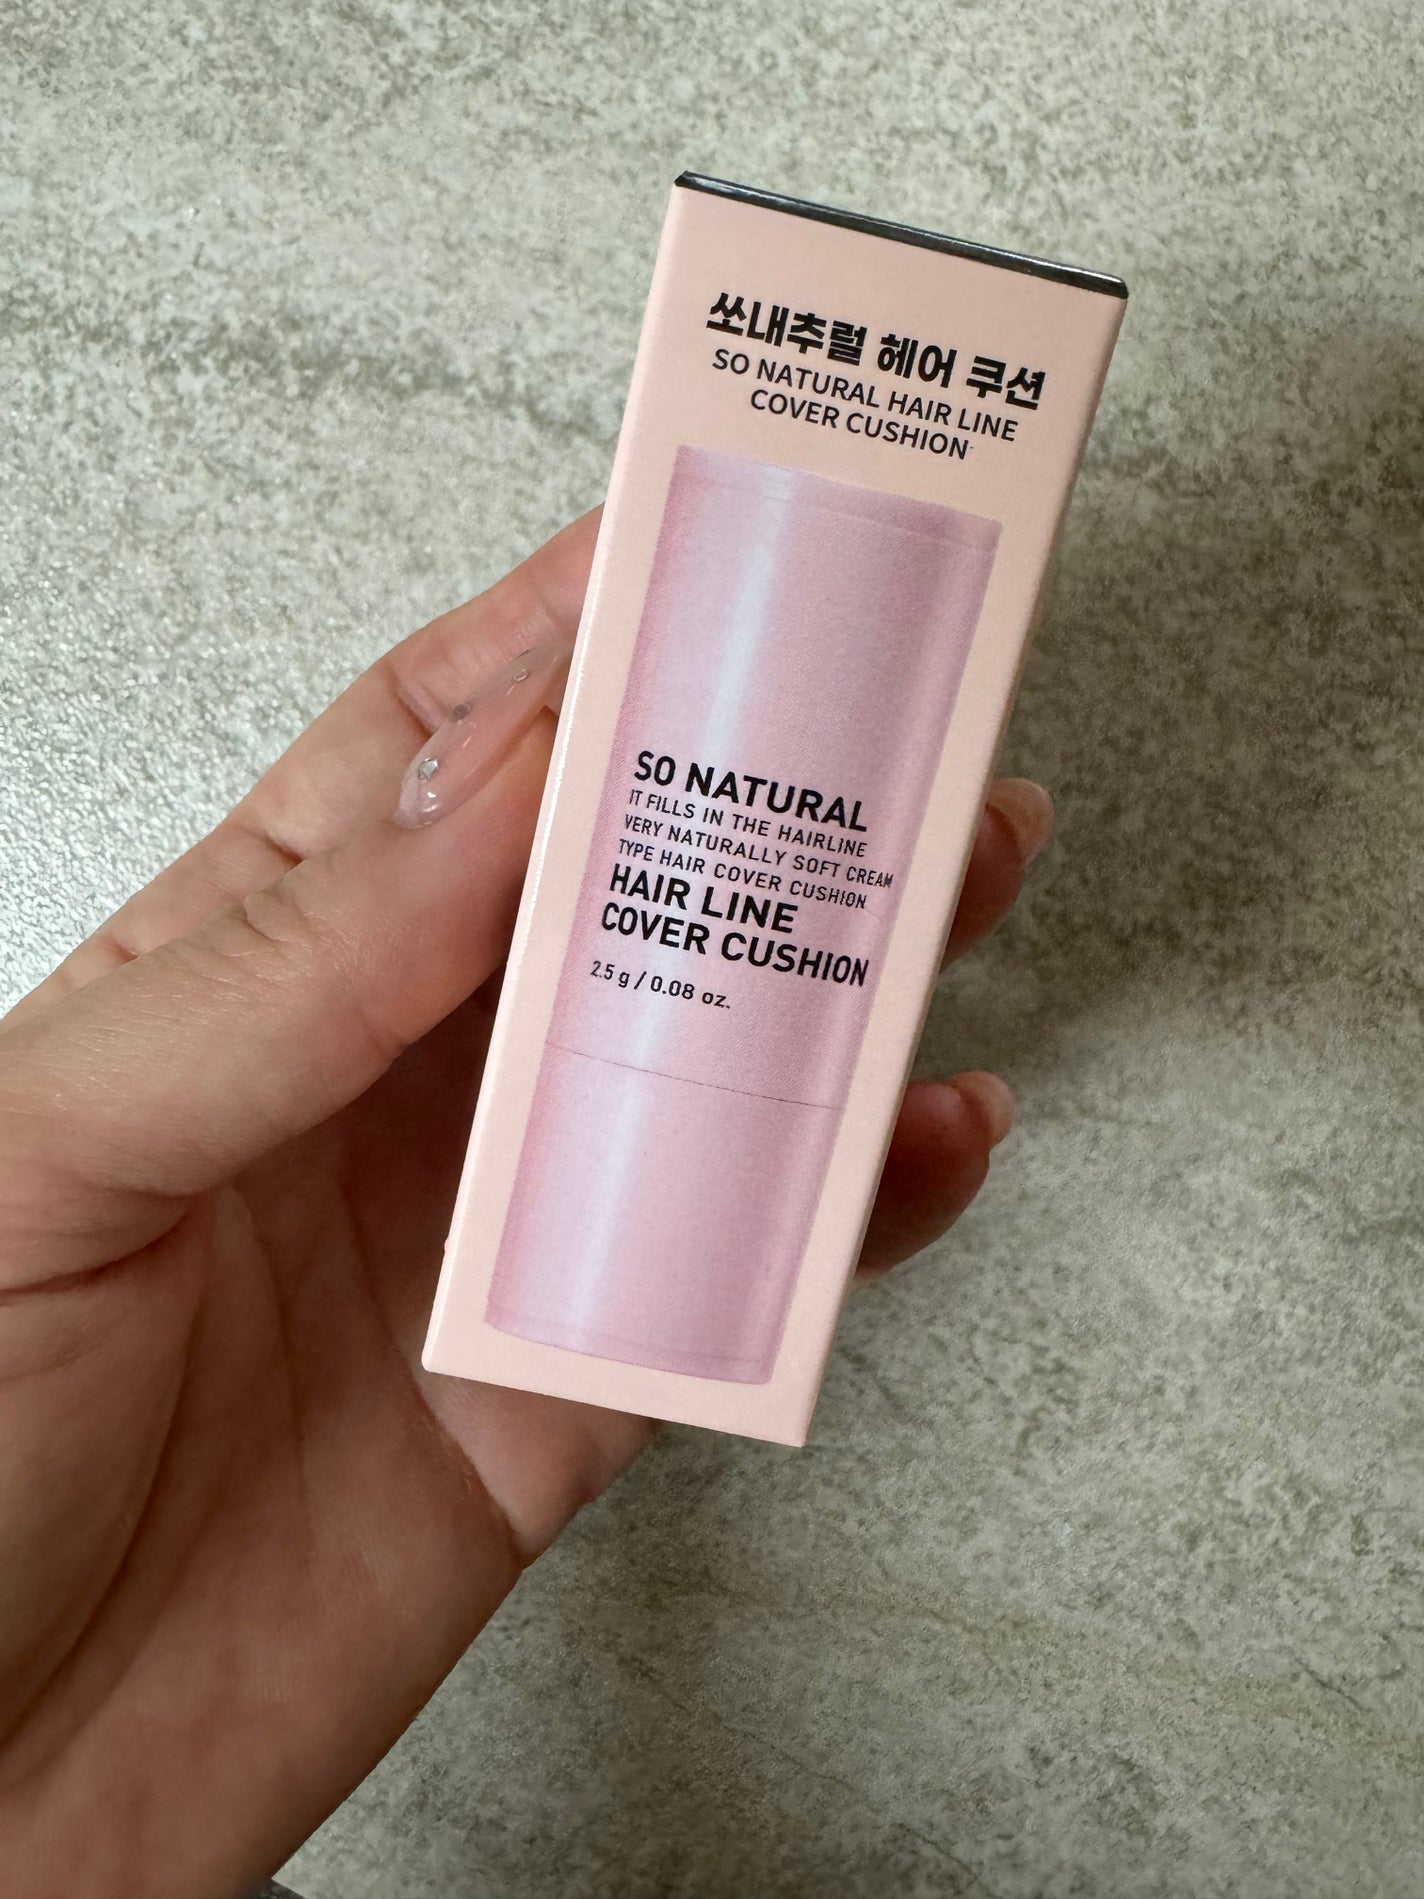 쏘내추럴 헤어 쿠션
SO NATURAL HAIR LINE
COVER CUSHION
SO NATURAL
IT FILLS IN THE HAIRLINE
VERY NATURALLY SOFT CREAM
TYPE HAIR COVER CUSHION
HAIR LINE
COVER CUSHION
2.5 g / 0.08 oz.